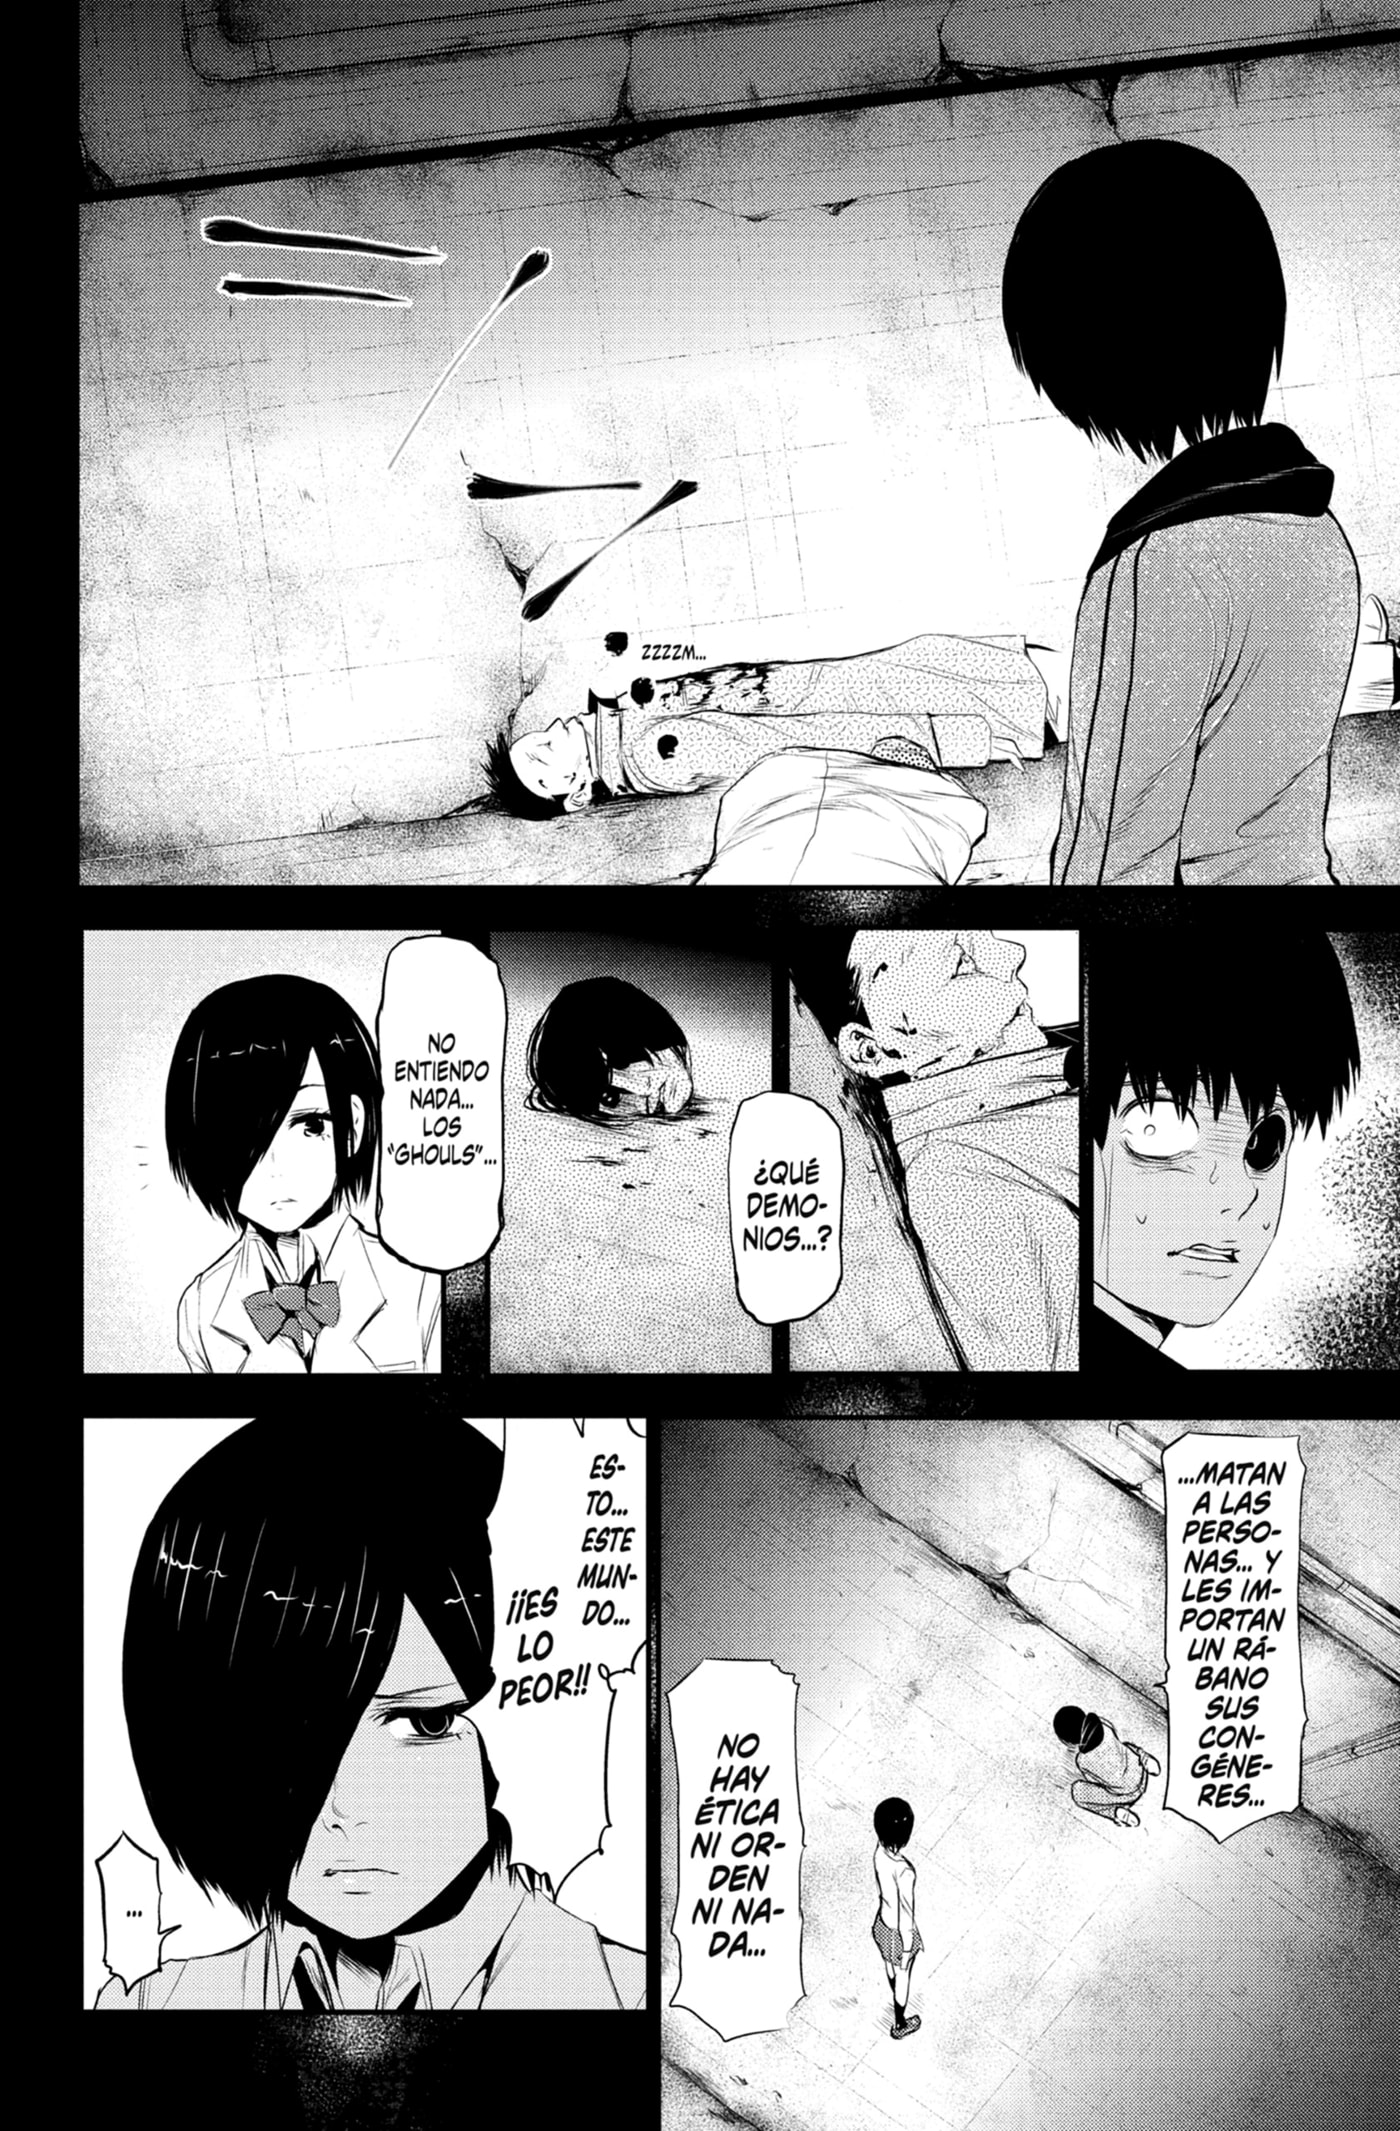 ZZZZM...
¿QUÉ
DEMO-
NIOS...?
NO
ENTIENDO
NADA...
LOS
"GHOULS"...
...MATAN
A LAS
PERSO-
NAS... Y
LES IM-
PORTAN
UN RÁ-
BANO
SUS
CON-
GÉNE-
RES...
NO
HAY
ÉTICA
NI OR-
DEN
NI NA-
DA...
ES-
TO...
ESTE
MUN-
DO...
¡¡ES
LO
PEOR!!
...